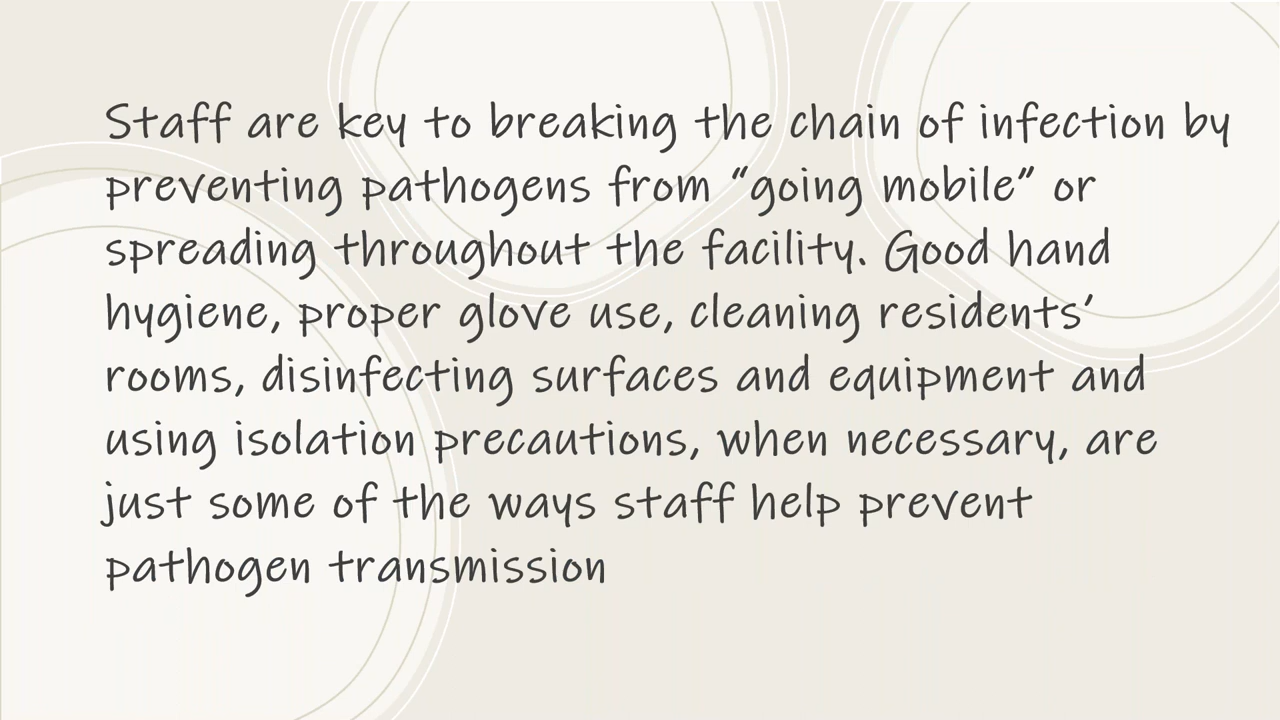 Staff are key to breaking the chain of infection by
preventing pathogens from “going mobile” or
spreading throughout the facility. Good hand
hygiene, proper glove use, cleaning residents’
rooms, disinfecting surfaces and equipment and
using isolation precautions, when necessary, are
just some of the ways staff help prevent
pathogen transmission